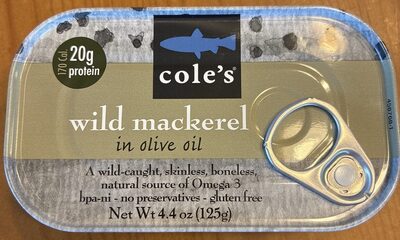 170 Cal.
20g
protein
cole's®
wild mackerel
in olive oil
A wild-caught, skinless, boneless,
natural source of Omega 3
bpa-ni - no preservatives - gluten free
Net Wt 4.4 oz (125g)